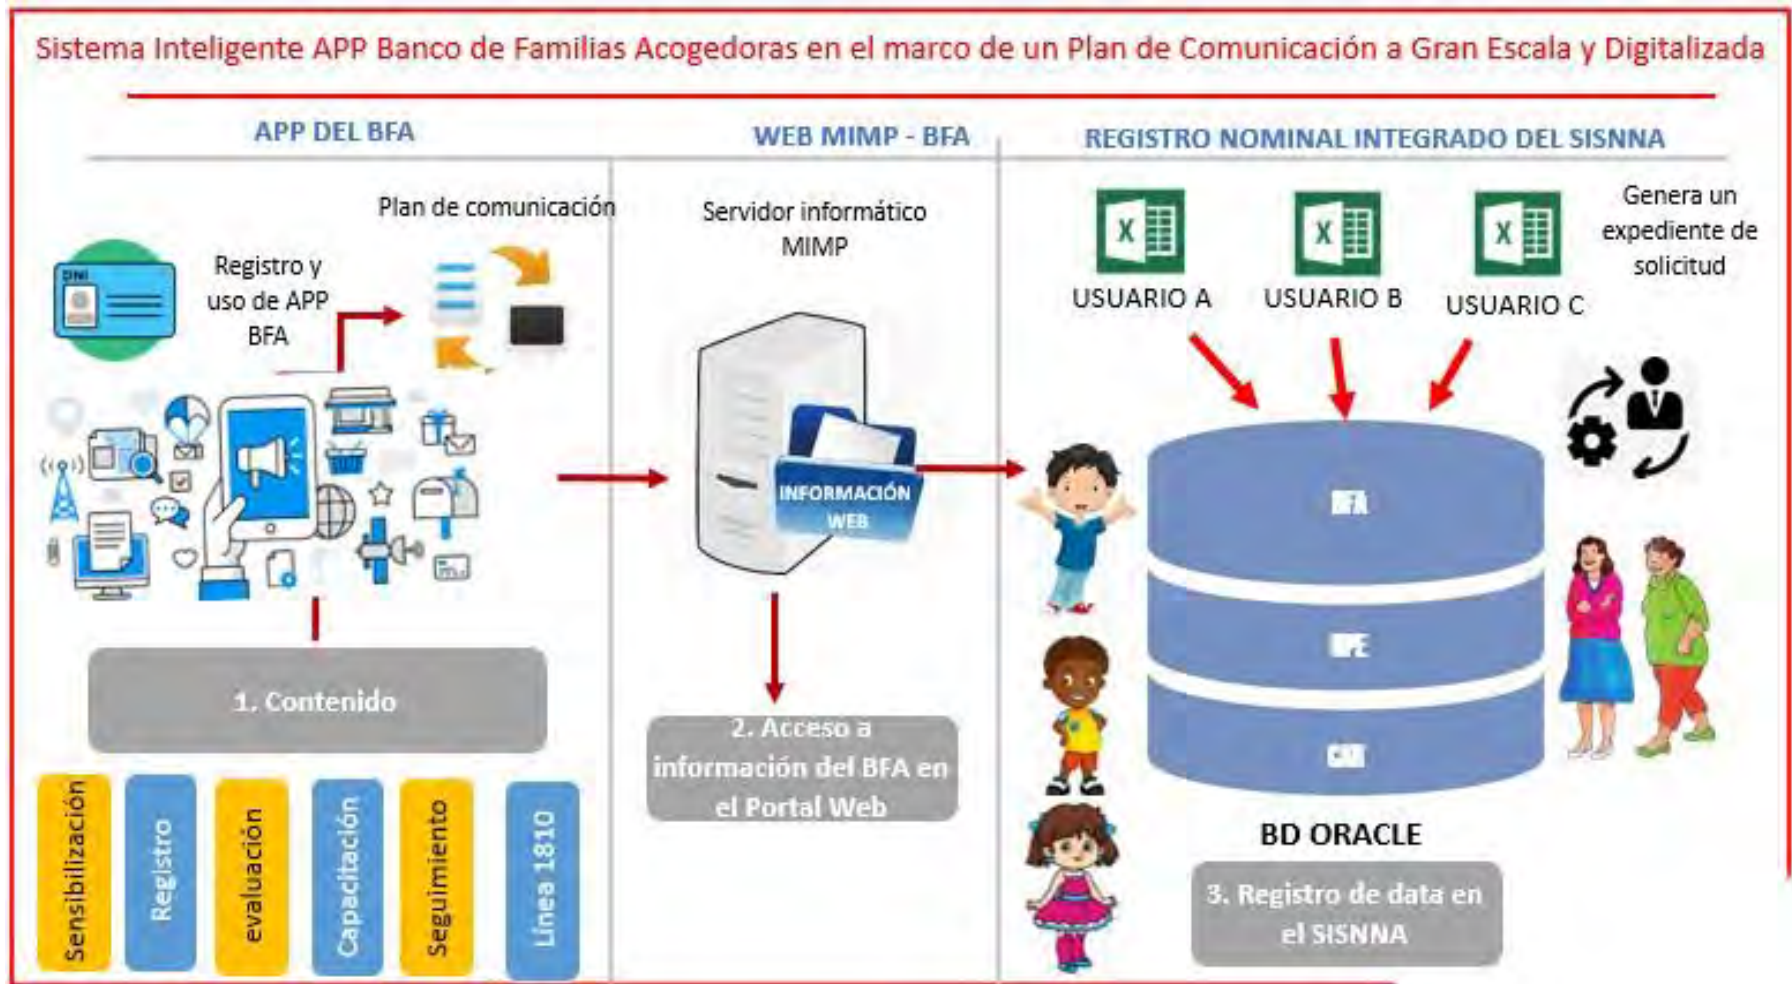 Sistema Inteligente APP Banco de Familias Acogedoras en el marco de un Plan de Comunicación a Gran Escala y Digitalizada
APP DEL BFA
WEB MIMP - BFA
REGISTRO NOMINAL INTEGRADO DEL SISNNA
Plan de comunicación
DNI
Registro y
uso de APP
BFA
1. Contenido
Sensibilización
Registro
evaluación
Capacitación
Seguimiento
Línea 1810
Servidor informático
MIMP
INFORMACIÓN
WEB
2. Acceso a
información del BFA en
el Portal Web
X
X
X
USUARIO A
USUARIO B
USUARIO C
Genera un
expediente de
solicitud
BFA
BD ORACLE
3. Registro de data en
el SISNNA